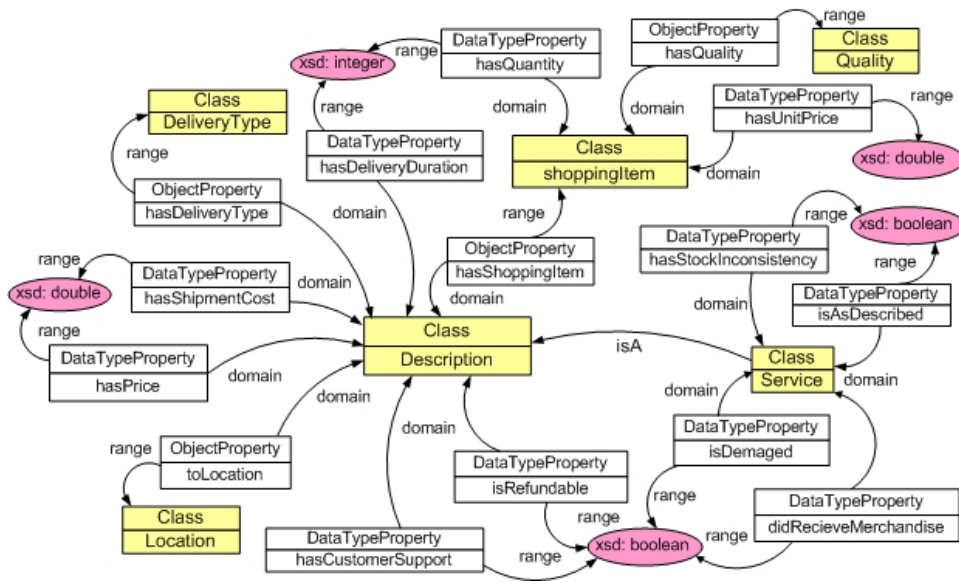 ObjectProperty
hasQuality
range
Class
Quality
DataTypeProperty
hasQuantity
range
xsd: integer
domain
domain
DataTypeProperty
hasUnitPrice
range
xsd: double
domain
Class
DeliveryType
range
range
DataTypeProperty
hasDeliveryDuration
Class
shoppingItem
ObjectProperty
hasDeliveryType
domain
range
ObjectProperty
hasShoppingItem
domain
DataTypeProperty
hasStockInconsistency
range
xsd: boolean
range
domain
DataTypeProperty
isAsDescribed
range
xsd: double
DataTypeProperty
hasShipmentCost
domain
range
Class
Description
isA
Class
Service
domain
domain
DataTypeProperty
hasPrice
domain
domain
domain
DataTypeProperty
isDemaged
range
ObjectProperty
toLocation
range
DataTypeProperty
isRefundable
range
Class
Location
DataTypeProperty
hasCustomerSupport
range
xsd: boolean
range
DataTypeProperty
didRecieveMerchandise